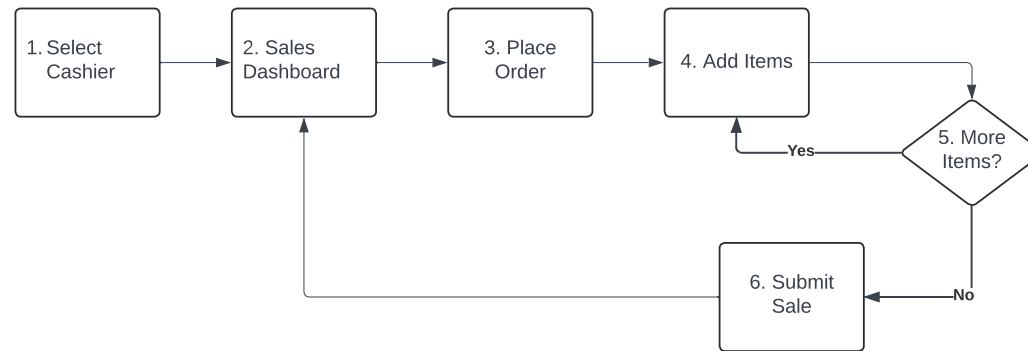 1. Select
Cashier
2. Sales
Dashboard
3. Place
Order
4. Add Items
5. More
Items?
Yes
No
6. Submit
Sale